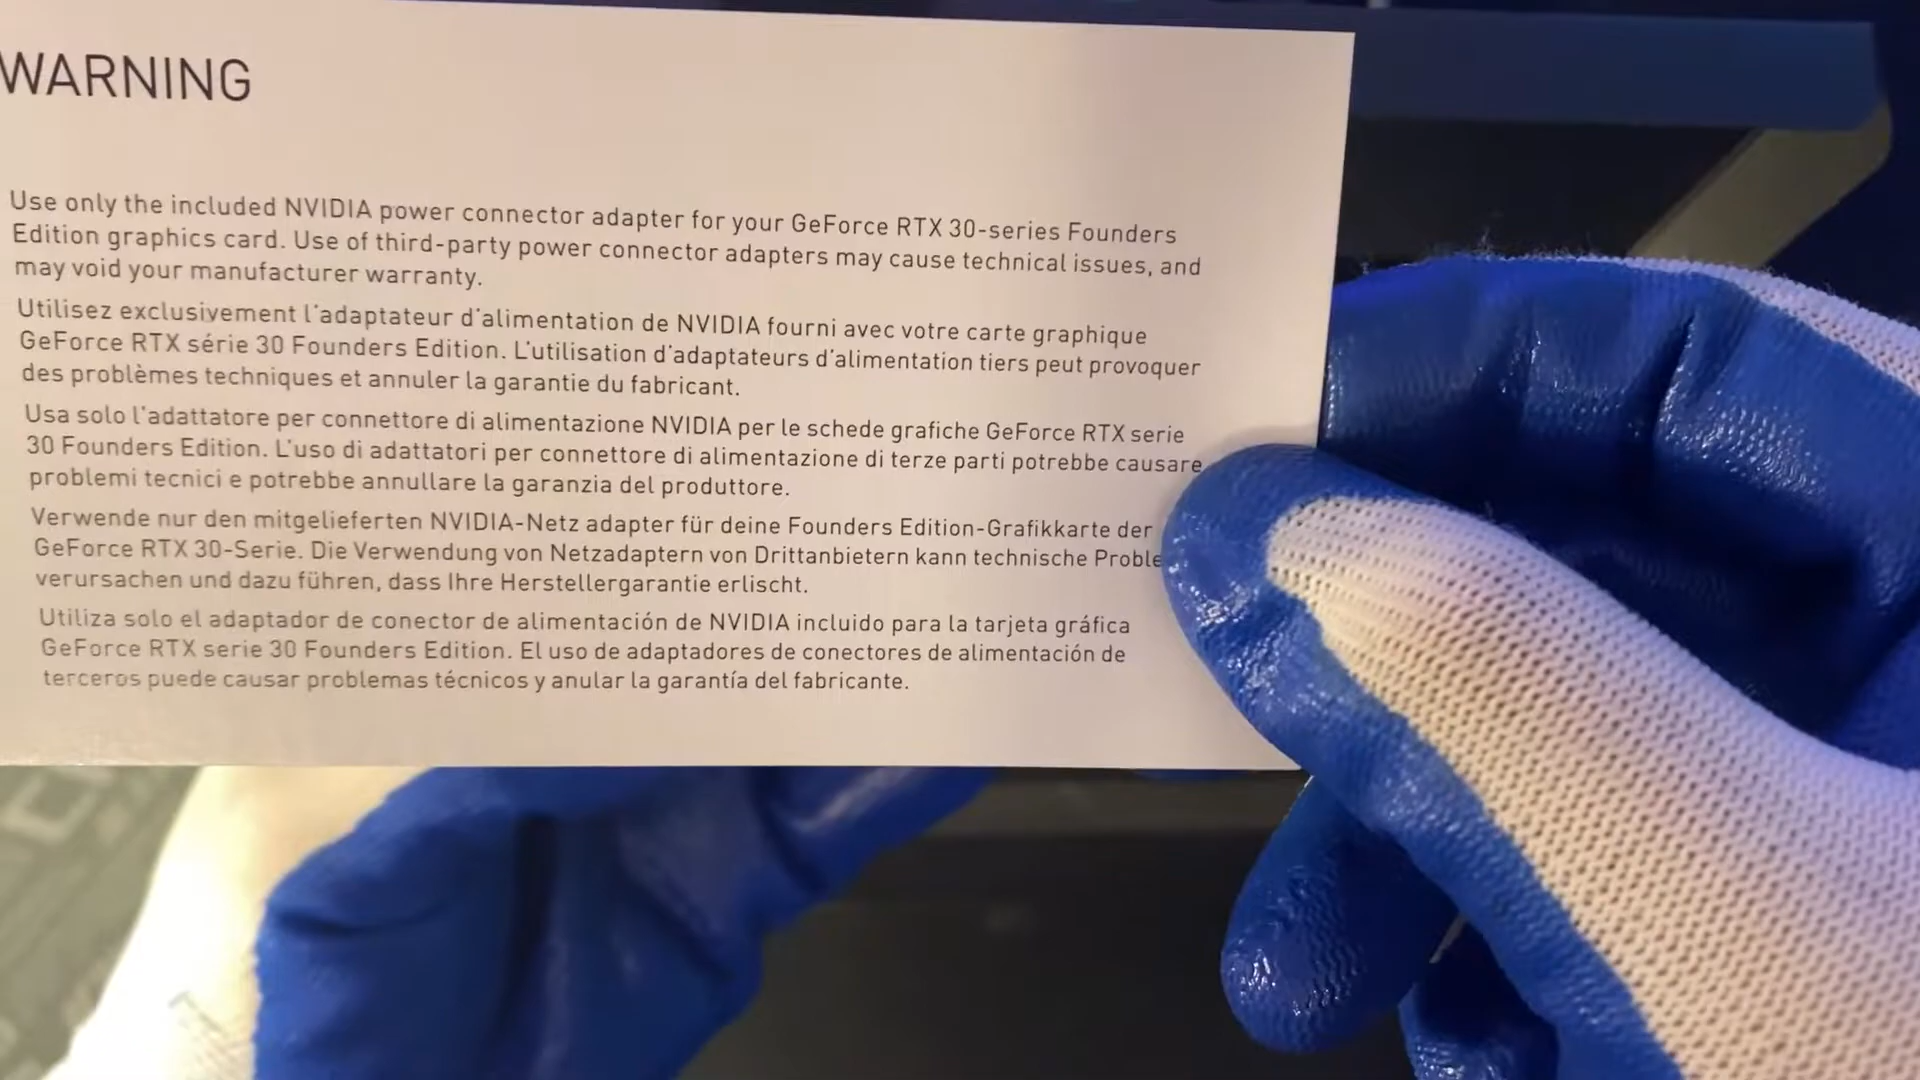 WARNING
Use only the included NVIDIA power connector adapter for your GeForce RTX 30-series Founders
Edition graphics card. Use of third-party power connector adapters may cause technical issues, and
may void your manufacturer warranty.
Utilisez exclusivement l'adaptateur d'alimentation de NVIDIA fourni avec votre carte graphique
GeForce RTX série 30 Founders Edition. L'utilisation d'adaptateurs d'alimentation tiers peut provoquer
des problèmes techniques et annuler la garantie du fabricant.
Usa solo l'adattatore per connettore di alimentazione NVIDIA per le schede grafiche GeForce RTX serie
30 Founders Edition. L'uso di adattatori per connettore di alimentazione di terze parti potrebbe causare
problemi tecnici e potrebbe annullare la garanzia del produttore.
Verwende nur den mitgelieferten NVIDIA-Netz adapter für deine Founders Edition-Grafikkarte der
GeForce RTX 30-Serie. Die Verwendung von Netzadaptern von Drittanbietern kann technische Proble
verursachen und dazu führen, dass Ihre Herstellergarantie erlischt.
Utiliza solo el adaptador de conector de alimentación de NVIDIA incluido para la tarjeta gráfica
GeForce RTX serie 30 Founders Edition. El uso de adaptadores de conectores de alimentación de
terceros puede causar problemas técnicos y anular la garantía del fabricante.